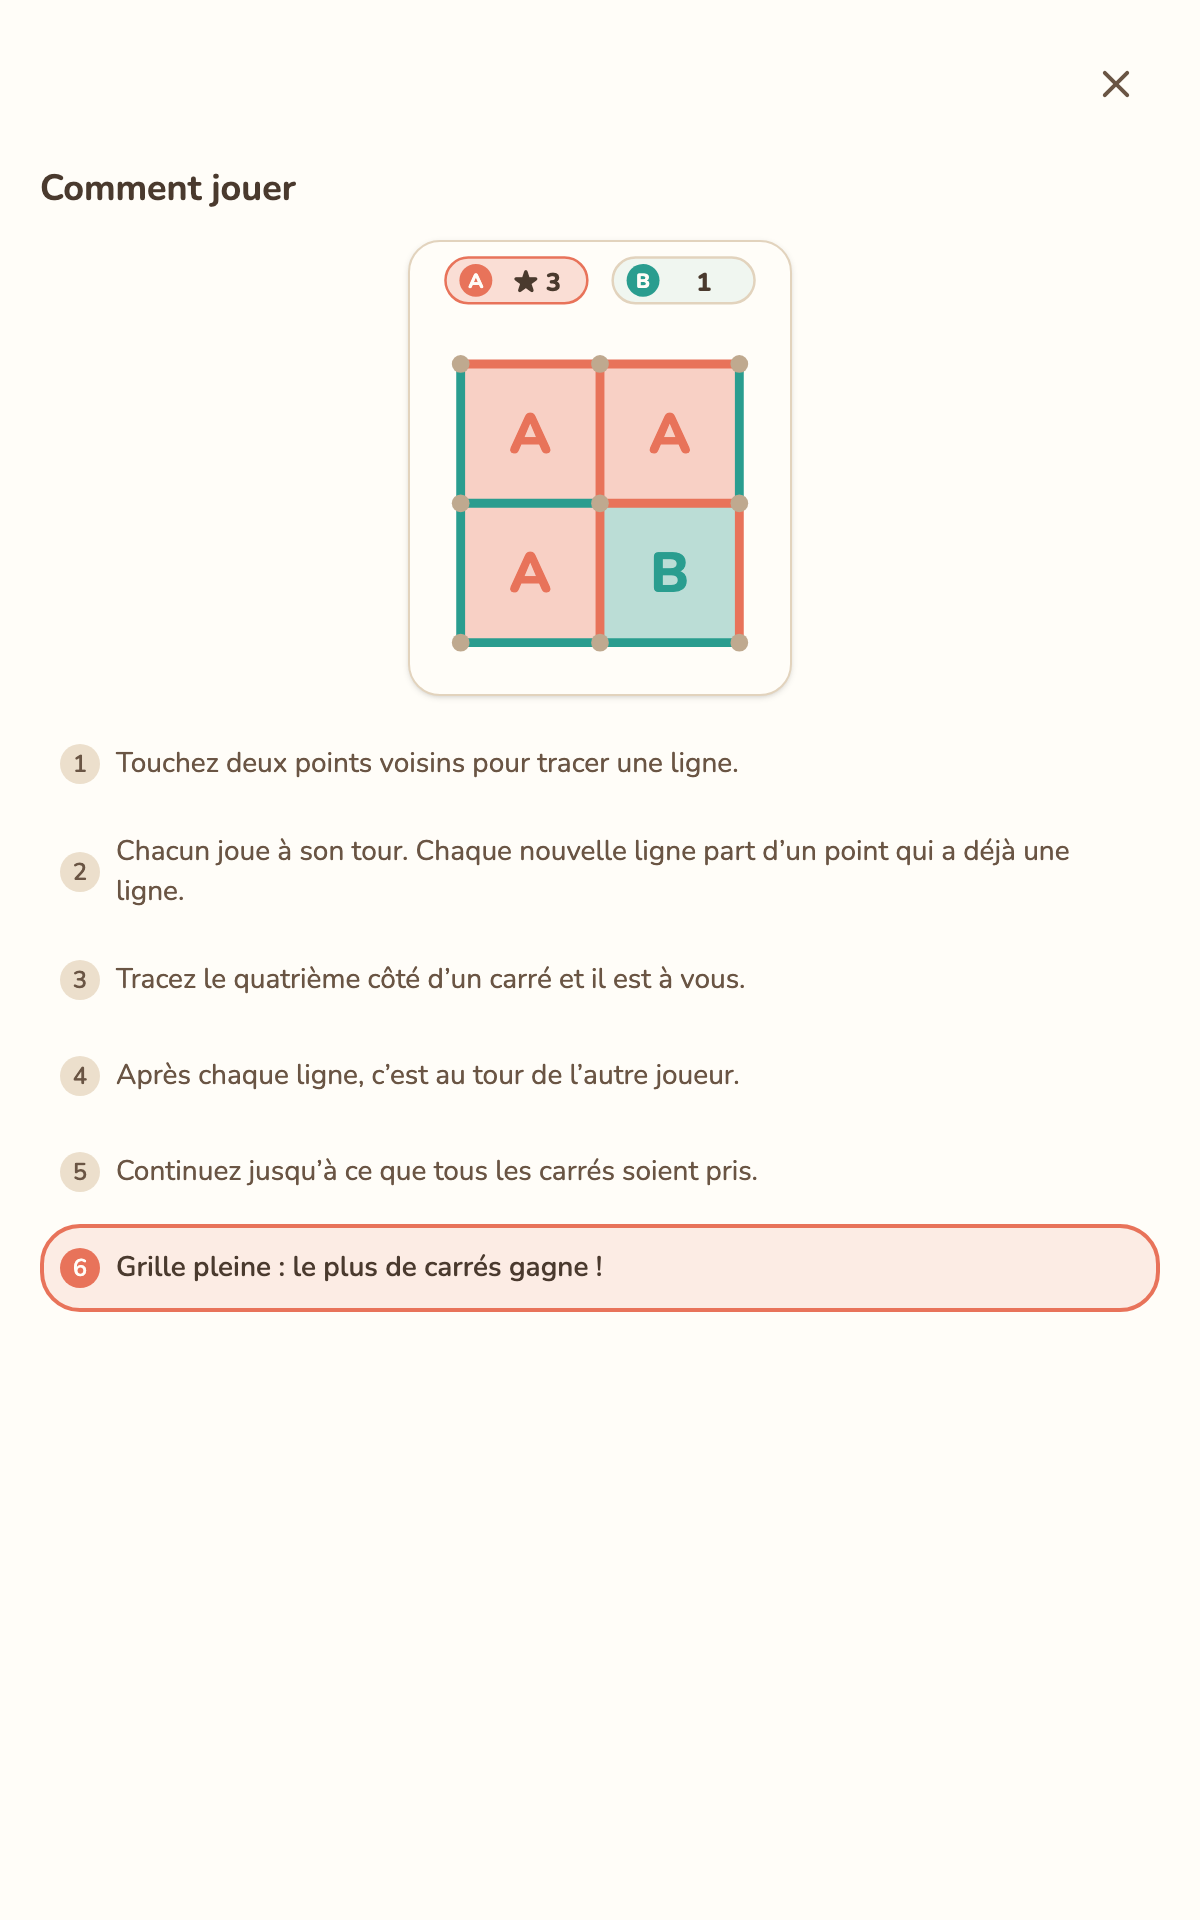 Comment jouer
A ★ 3 B 1
A A
A B
1 Touchez deux points voisins pour tracer une ligne.
2 Chacun joue à son tour. Chaque nouvelle ligne part d’un point qui a déjà une
ligne.
3 Tracez le quatrième côté d’un carré et il est à vous.
4 Après chaque ligne, c’est au tour de l’autre joueur.
5 Continuez jusqu’à ce que tous les carrés soient pris.
6 Grille pleine : le plus de carrés gagne !